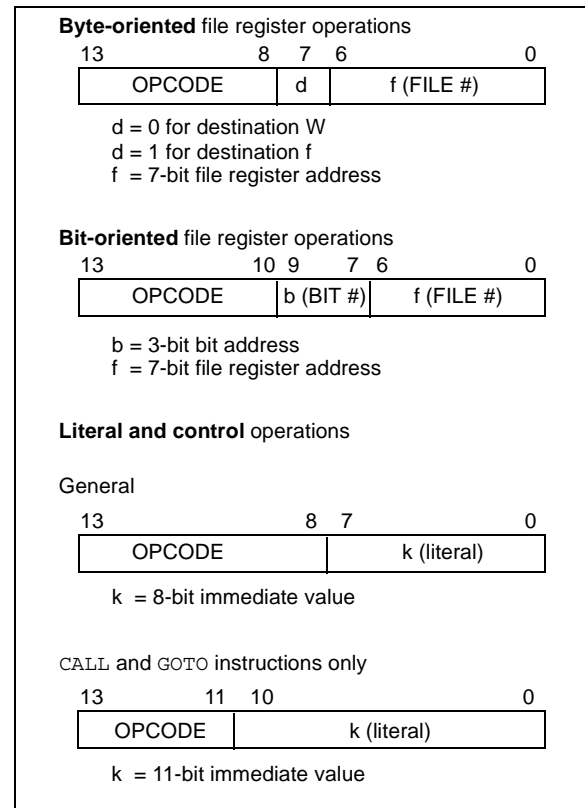 Byte-oriented file register operations
13 8 7 6 0
OPCODE d f (FILE #)
d = 0 for destination W
d = 1 for destination f
f = 7-bit file register address
Bit-oriented file register operations
13 10 9 7 6 0
OPCODE b (BIT #) f (FILE #)
b = 3-bit bit address
f = 7-bit file register address
Literal and control operations
General
13 8 7 0
OPCODE k (literal)
k = 8-bit immediate value
CALL and GOTO instructions only
13 11 10 0
OPCODE k (literal)
k = 11-bit immediate value